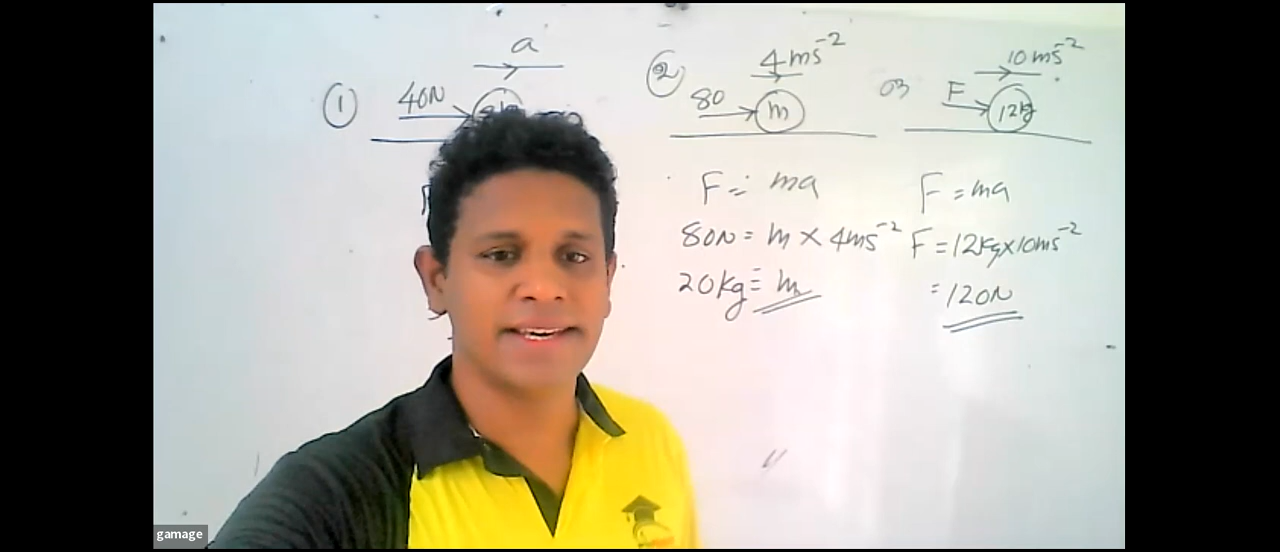 a
① 40N
② 4ms⁻²
80 m
03 10ms⁻²
F 12kg
F = ma
80N = m × 4ms⁻²
20kg = m
F = ma
F = 12kg×10ms⁻²
= 120N
gamage